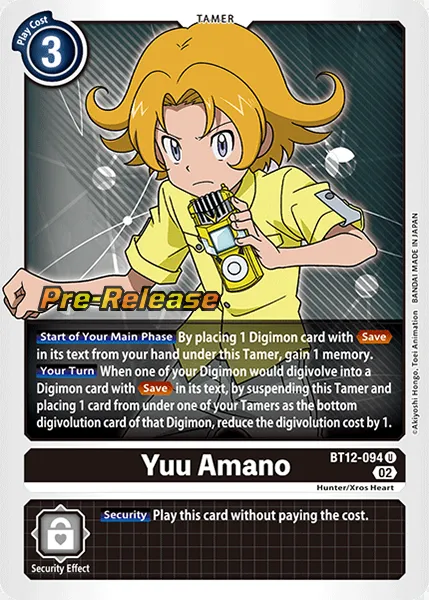 TAMER
Play Cost
3
Pre-Release
Start of Your Main Phase By placing 1 Digimon card with Save
in its text from your hand under this Tamer, gain 1 memory.
Your Turn When one of your Digimon would digivolve into a
Digimon card with Save in its text, by suspending this Tamer and
placing 1 card from under one of your Tamers as the bottom
digivolution card of that Digimon, reduce the digivolution cost by 1.
©Akiyoshi Hongo, Toei Animation BANDAI MADE IN JAPAN
Yuu Amano
BT12-094 U
02
Hunter/Xros Heart
Security Play this card without paying the cost.
Security Effect